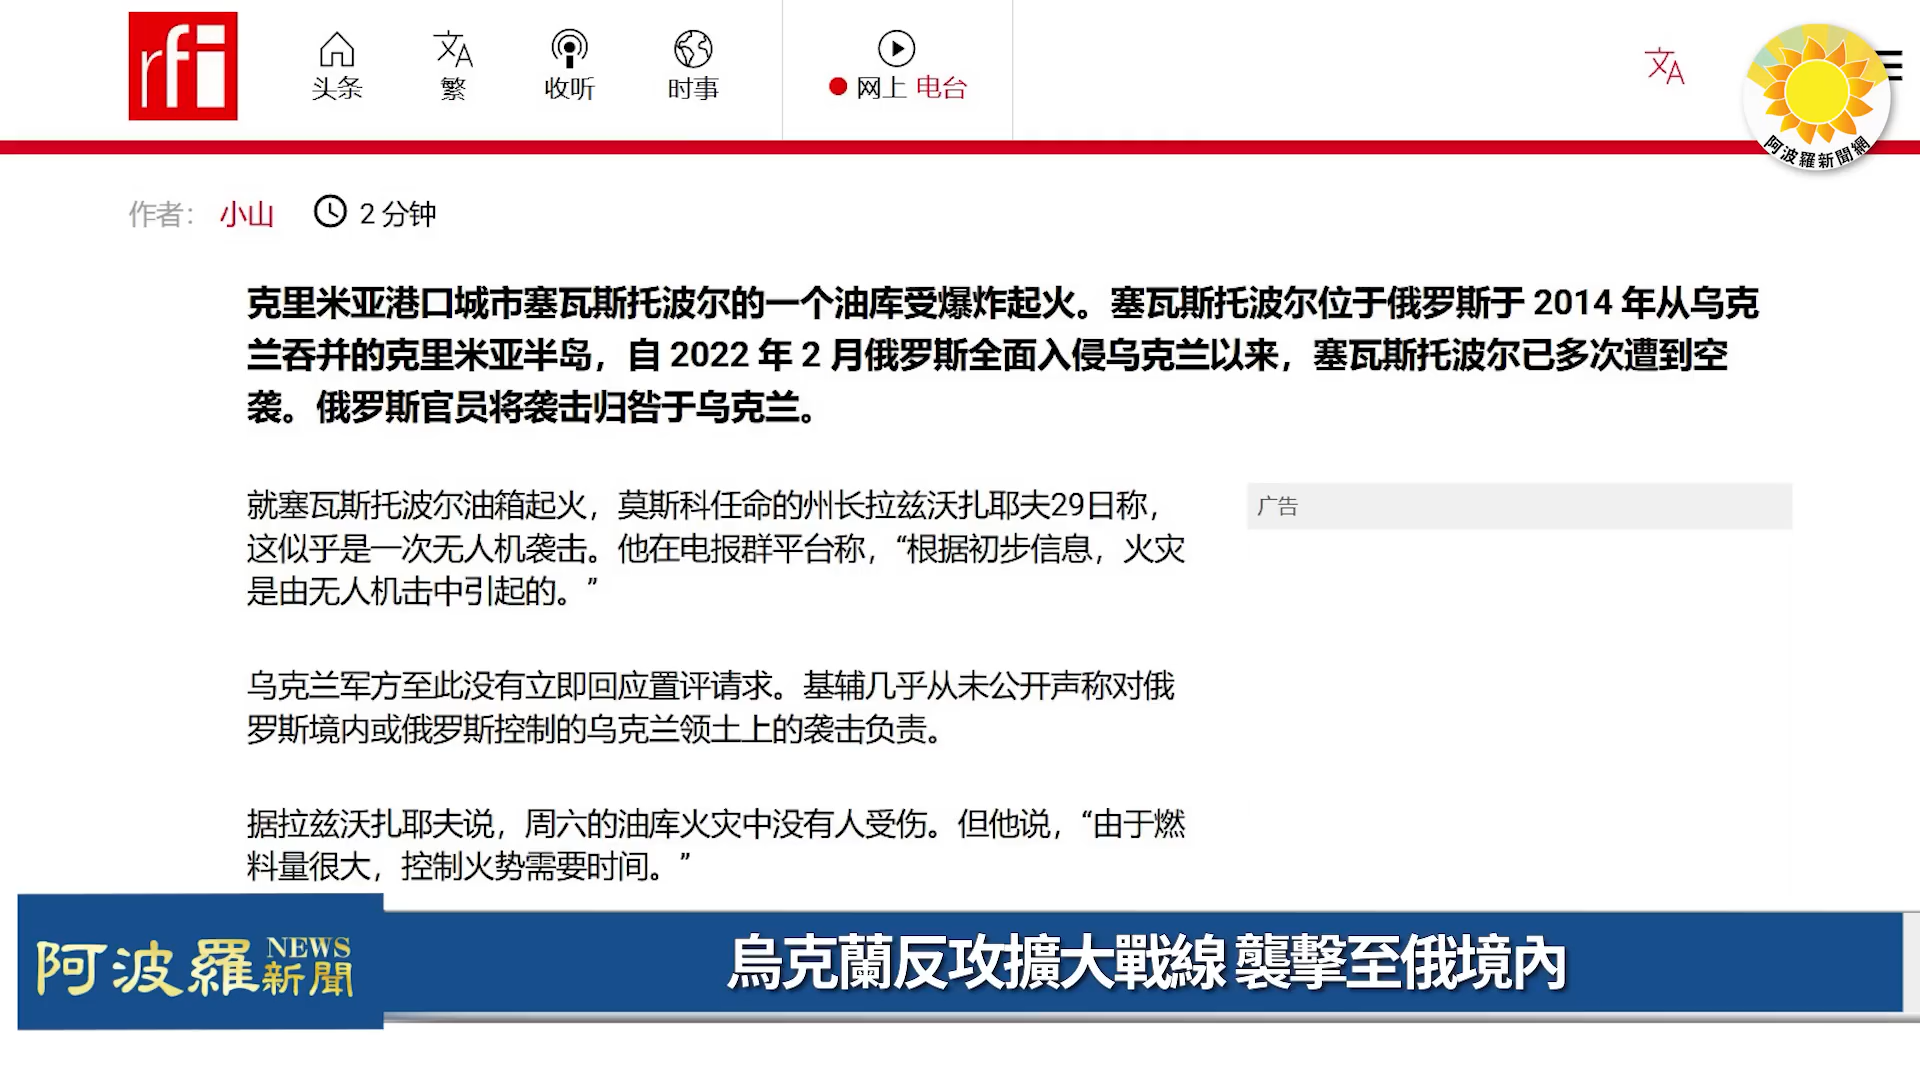 rfi
头条
繁
收听
时事
网上 电台
阿波羅新聞網
作者： 小山 2 分钟
克里米亚港口城市塞瓦斯托波尔的一个油库受爆炸起火。塞瓦斯托波尔位于俄罗斯于 2014 年从乌克
兰吞并的克里米亚半岛，自 2022 年 2 月俄罗斯全面入侵乌克兰以来，塞瓦斯托波尔已多次遭到空
袭。俄罗斯官员将袭击归咎于乌克兰。
就塞瓦斯托波尔油箱起火，莫斯科任命的州长拉兹沃扎耶夫29日称，
这似乎是一次无人机袭击。他在电报群平台称，“根据初步信息，火灾
是由无人机击中引起的。”
广告
乌克兰军方至此没有立即回应置评请求。基辅几乎从未公开声称对俄
罗斯境内或俄罗斯控制的乌克兰领土上的袭击负责。
据拉兹沃扎耶夫说，周六的油库火灾中没有人受伤。但他说，“由于燃
料量很大，控制火势需要时间。”
阿波羅 NEWS 新聞
烏克蘭反攻擴大戰線 襲擊至俄境內